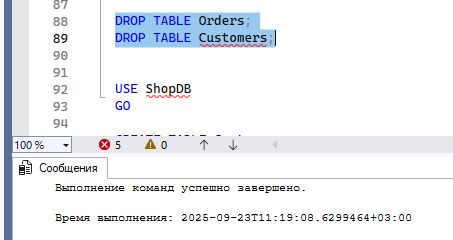 87
88 DROP TABLE Orders;
89 DROP TABLE Customers;
90
91
92 USE ShopDB
93 GO
94
100 % 5 0
Сообщения
Выполнение команд успешно завершено.
Время выполнения: 2025-09-23T11:19:08.6299464+03:00